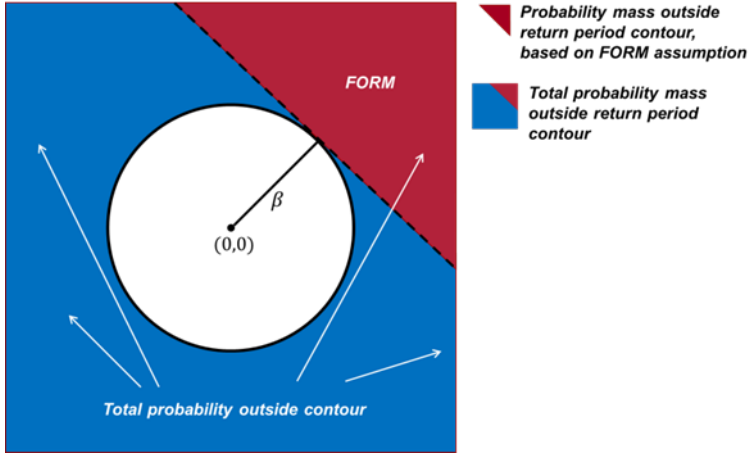 Probability mass outside
return period contour,
based on FORM assumption
FORM
Total probability mass
outside return period
contour
β
(0,0)
Total probability outside contour